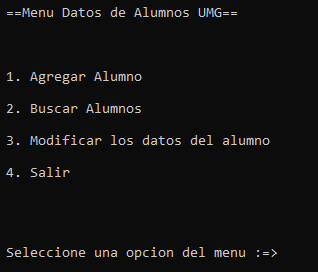 ==Menu Datos de Alumnos UMG==
1. Agregar Alumno
2. Buscar Alumnos
3. Modificar los datos del alumno
4. Salir
Seleccione una opcion del menu :=>